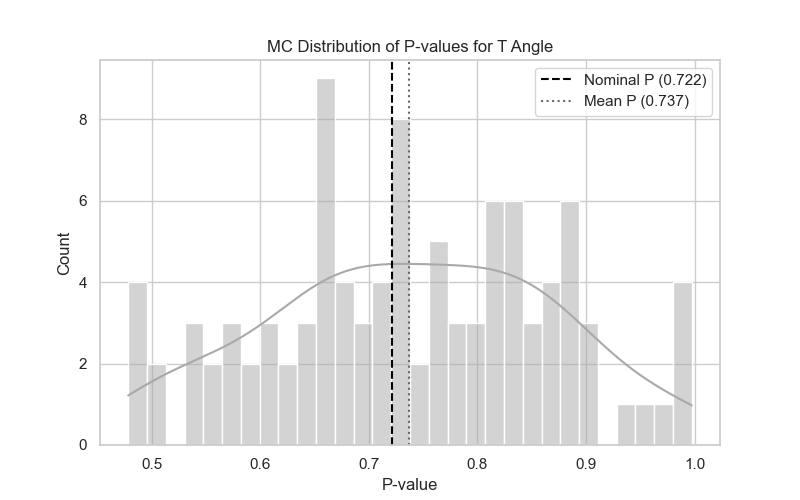 MC Distribution of P-values for T Angle
Nominal P (0.722)
Mean P (0.737)
Count
8
6
4
2
0
0.5 0.6 0.7 0.8 0.9 1.0
P-value